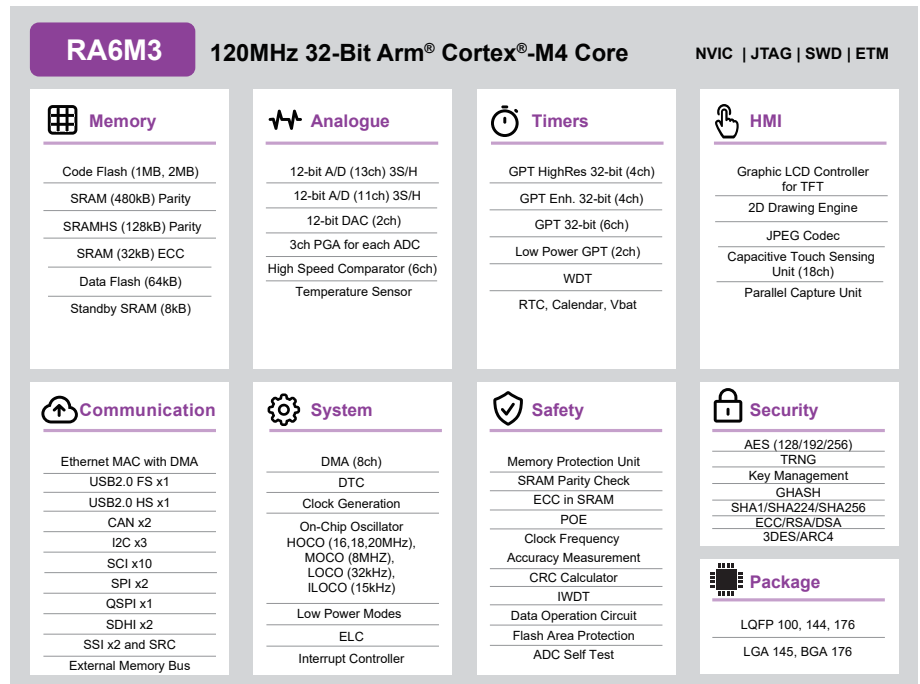 RA6M3
120MHz 32-Bit Arm® Cortex®-M4 Core
NVIC | JTAG | SWD | ETM
Memory
Code Flash (1MB, 2MB)
SRAM (480kB) Parity
SRAMHS (128kB) Parity
SRAM (32kB) ECC
Data Flash (64kB)
Standby SRAM (8kB)
Analogue
12-bit A/D (13ch) 3S/H
12-bit A/D (11ch) 3S/H
12-bit DAC (2ch)
3ch PGA for each ADC
High Speed Comparator (6ch)
Temperature Sensor
Timers
GPT HighRes 32-bit (4ch)
GPT Enh. 32-bit (4ch)
GPT 32-bit (6ch)
Low Power GPT (2ch)
WDT
RTC, Calendar, Vbat
HMI
Graphic LCD Controller
for TFT
2D Drawing Engine
JPEG Codec
Capacitive Touch Sensing
Unit (18ch)
Parallel Capture Unit
Communication
Ethernet MAC with DMA
USB2.0 FS x1
USB2.0 HS x1
CAN x2
I2C x3
SCI x10
SPI x2
QSPI x1
SDHI x2
SSI x2 and SRC
External Memory Bus
System
DMA (8ch)
DTC
Clock Generation
On-Chip Oscillator
HOCO (16,18,20MHz),
MOCO (8MHZ),
LOCO (32kHz),
ILOCO (15kHz)
Low Power Modes
ELC
Interrupt Controller
Safety
Memory Protection Unit
SRAM Parity Check
ECC in SRAM
POE
Clock Frequency
Accuracy Measurement
CRC Calculator
IWDT
Data Operation Circuit
Flash Area Protection
ADC Self Test
Security
AES (128/192/256)
TRNG
Key Management
GHASH
SHA1/SHA224/SHA256
ECC/RSA/DSA
3DES/ARC4
Package
LQFP 100, 144, 176
LGA 145, BGA 176